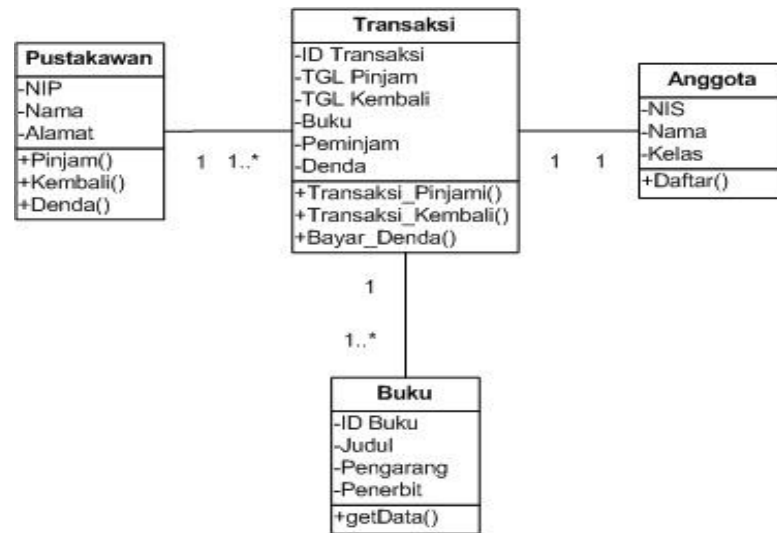 Pustakawan
-NIP
-Nama
-Alamat
+Pinjam()
+Kembali()
+Denda()
1 1..*
Transaksi
-ID Transaksi
-TGL Pinjam
-TGL Kembali
-Buku
-Peminjam
-Denda
+Transaksi_Pinjami()
+Transaksi_Kembali()
+Bayar_Denda()
1 1
Anggota
-NIS
-Nama
-Kelas
+Daftar()
1
1..*
Buku
-ID Buku
-Judul
-Pengarang
-Penerbit
+getData()